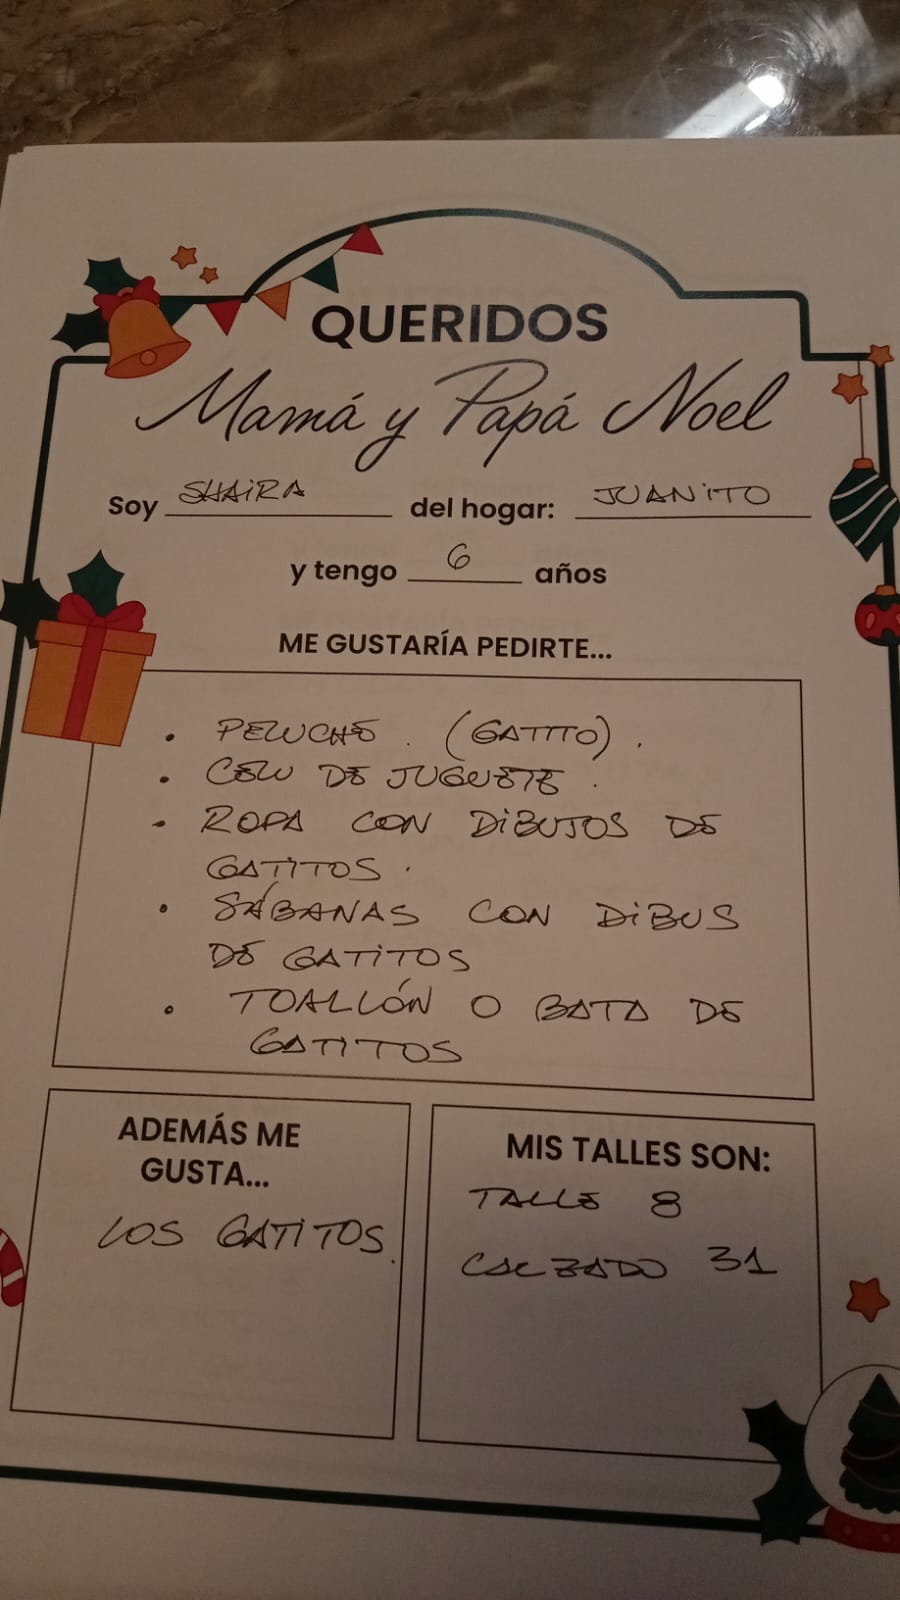 QUERIDOS
Mamá y Papá Noel
Soy SHAIRA del hogar: JUANITO
y tengo 6 años
ME GUSTARÍA PEDIRTE...
• PELUCHE. (GATITO).
• CELU DE JUGUETE.
• ROPA CON DIBUJOS DE
GATITOS.
• SÁBANAS CON DIBUS
DE GATITOS
• TOALLÓN O BATA DE
GATITOS
ADEMÁS ME
GUSTA...
LOS GATITOS.
MIS TALLES SON:
TALLE 8
CALZADO 31